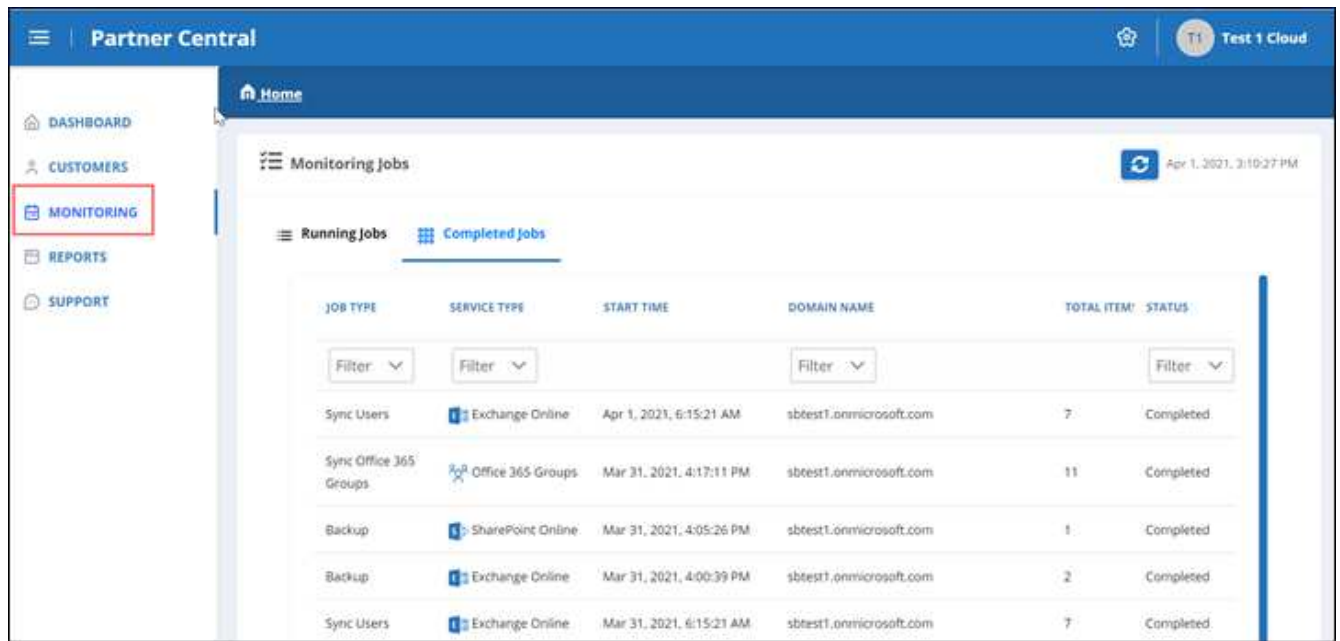 Partner Central
T1 Test 1 Cloud
Home
DASHBOARD
CUSTOMERS
MONITORING
REPORTS
SUPPORT
Monitoring Jobs
Apr 1, 2021, 3:10:27 PM
Running Jobs Completed Jobs
JOB TYPE SERVICE TYPE START TIME DOMAIN NAME TOTAL ITEM STATUS
Filter Filter Filter Filter
Sync Users Exchange Online Apr 1, 2021, 6:15:21 AM sbtest1.onmicrosoft.com 7 Completed
Sync Office 365
Groups Office 365 Groups Mar 31, 2021, 4:17:11 PM sbtest1.onmicrosoft.com 11 Completed
Backup SharePoint Online Mar 31, 2021, 4:05:26 PM sbtest1.onmicrosoft.com 1 Completed
Backup Exchange Online Mar 31, 2021, 4:00:39 PM sbtest1.onmicrosoft.com 2 Completed
Sync Users Exchange Online Mar 31, 2021, 6:15:21 AM sbtest1.onmicrosoft.com 7 Completed